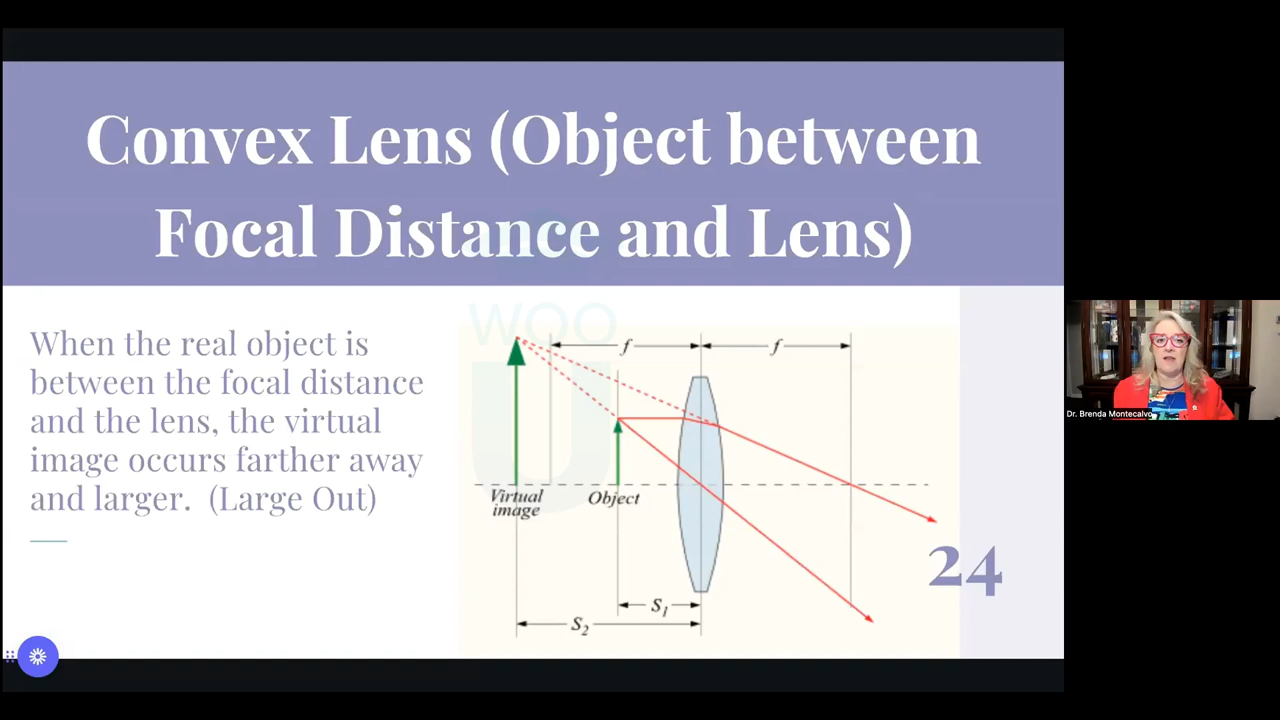 Convex Lens (Object between
Focal Distance and Lens)
woo
U
When the real object is
between the focal distance
and the lens, the virtual
image occurs farther away
and larger. (Large Out)
f
f
Virtual
image
Object
S1
S2
24
Dr. Brenda Montecalvo